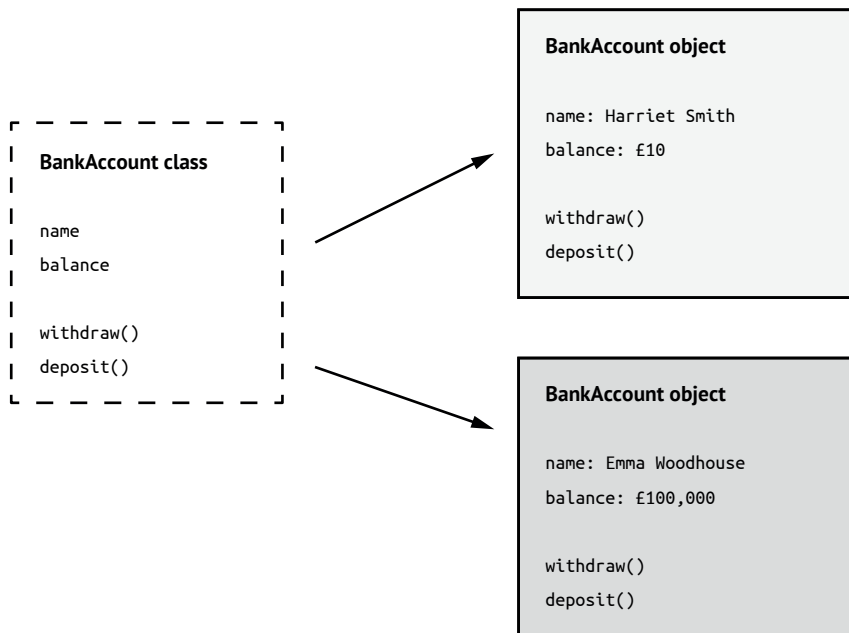 BankAccount class
name
balance
withdraw()
deposit()
BankAccount object
name: Harriet Smith
balance: £10
withdraw()
deposit()
BankAccount object
name: Emma Woodhouse
balance: £100,000
withdraw()
deposit()